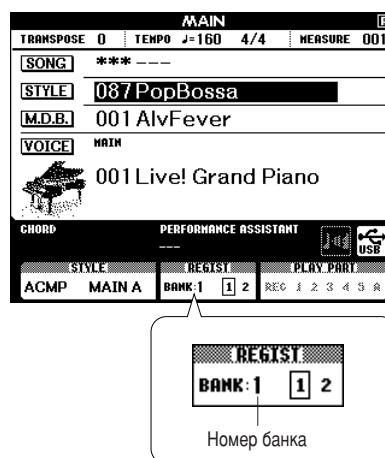 MAIN
TRANSPOSE 0 TEMPO ♩=160 4/4 MEASURE 001
SONG *** ---
STYLE 087 PopBossa
M.D.B. 001 AlvFever
VOICE MAIN
001 Live! Grand Piano
CHORD PERFORMANCE ASSISTANT
---
USB
STYLE REGIST PLAY PART
ACMP MAIN A BANK:1 1 2 REC 1 2 3 4 5 A
REGIST
BANK:1 1 2
Номер банка